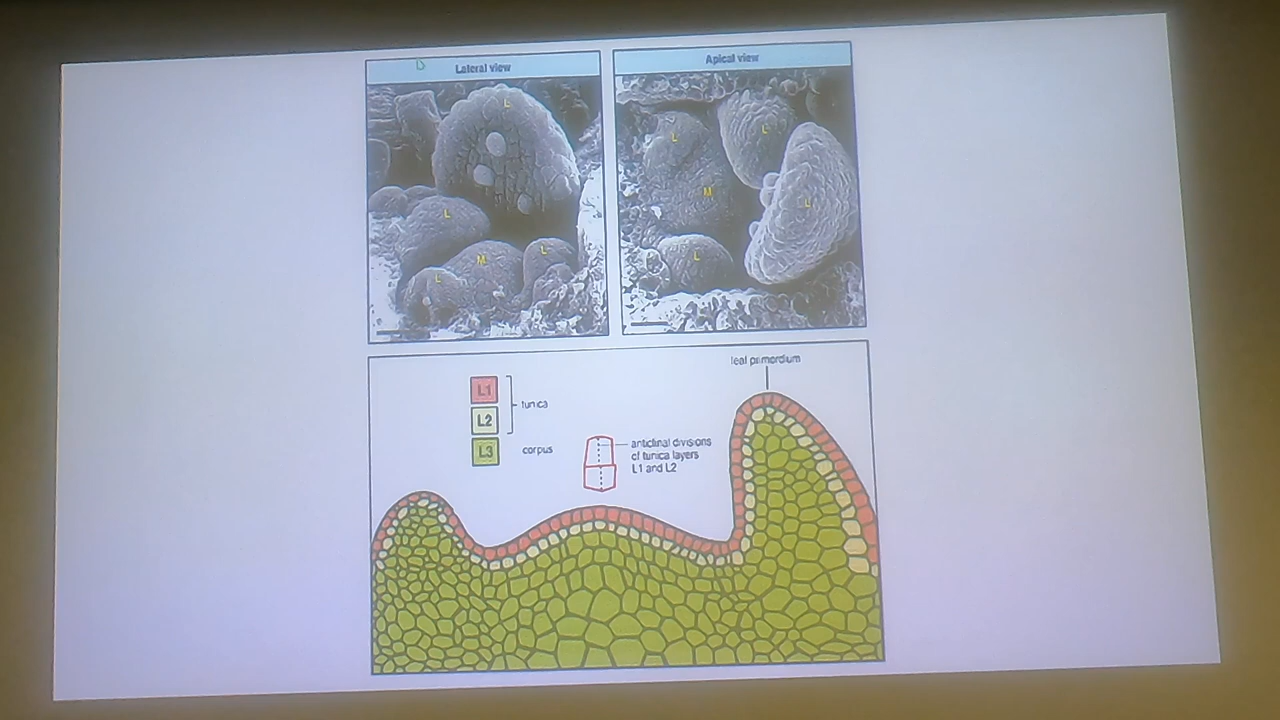 Lateral view
Apical view
L
L
M
L
L
L
L
M
L
L
leaf primordium
L1
L2
tunica
L3
corpus
anticlinal divisions
of tunica layers
L1 and L2